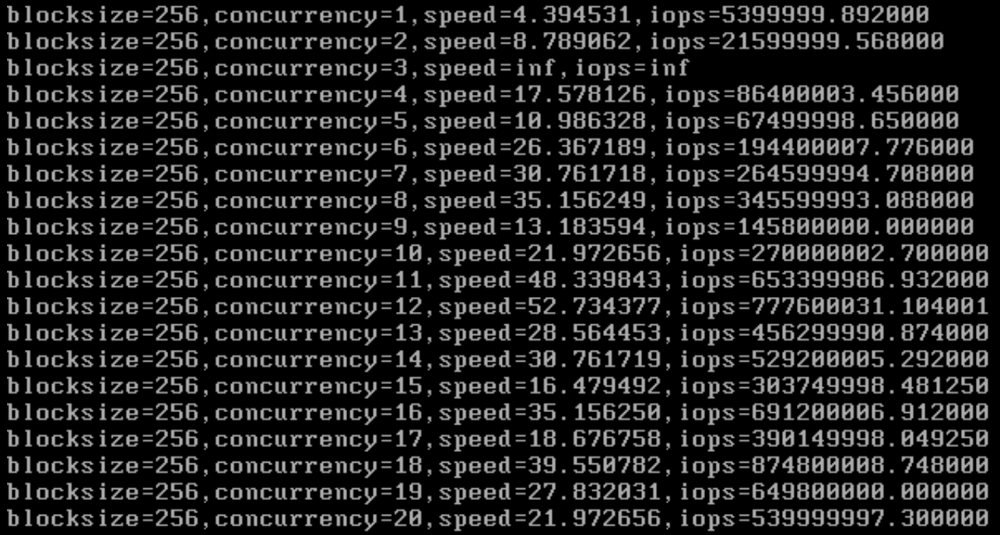 blocksize=256,concurrency=1,speed=4.394531,iops=5399999.892000
blocksize=256,concurrency=2,speed=8.789062,iops=21599999.568000
blocksize=256,concurrency=3,speed=inf,iops=inf
blocksize=256,concurrency=4,speed=17.578126,iops=86400003.456000
blocksize=256,concurrency=5,speed=10.986328,iops=67499998.650000
blocksize=256,concurrency=6,speed=26.367189,iops=194400007.776000
blocksize=256,concurrency=7,speed=30.761718,iops=264599994.708000
blocksize=256,concurrency=8,speed=35.156249,iops=345599993.088000
blocksize=256,concurrency=9,speed=13.183594,iops=145800000.000000
blocksize=256,concurrency=10,speed=21.972656,iops=270000002.700000
blocksize=256,concurrency=11,speed=48.339843,iops=653399986.932000
blocksize=256,concurrency=12,speed=52.734377,iops=777600031.104001
blocksize=256,concurrency=13,speed=28.564453,iops=456299990.874000
blocksize=256,concurrency=14,speed=30.761719,iops=529200005.292000
blocksize=256,concurrency=15,speed=16.479492,iops=303749998.481250
blocksize=256,concurrency=16,speed=35.156250,iops=691200006.912000
blocksize=256,concurrency=17,speed=18.676758,iops=390149998.049250
blocksize=256,concurrency=18,speed=39.550782,iops=874800008.748000
blocksize=256,concurrency=19,speed=27.832031,iops=649800000.000000
blocksize=256,concurrency=20,speed=21.972656,iops=539999997.300000